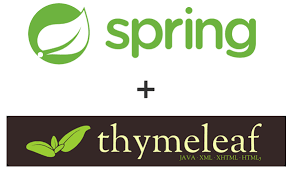 spring
+
thymeleaf
JAVA · XML · XHTML · HTML5